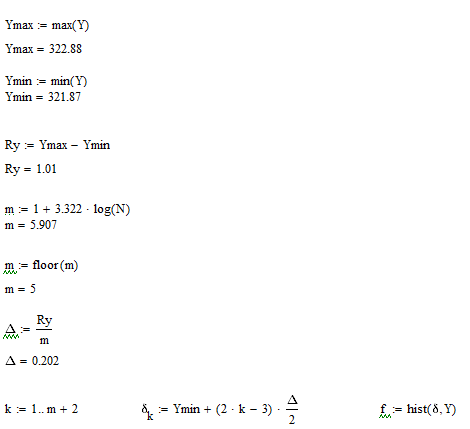 Ymax := max(Y)
Ymax = 322.88
Ymin := min(Y)
Ymin = 321.87
Ry := Ymax − Ymin
Ry = 1.01
m := 1 + 3.322 · log(N)
m = 5.907
m := floor(m)
m = 5
Δ := Ry / m
Δ = 0.202
k := 1.. m + 2 δ_k := Ymin + (2 · k − 3) · Δ / 2 f := hist(δ, Y)